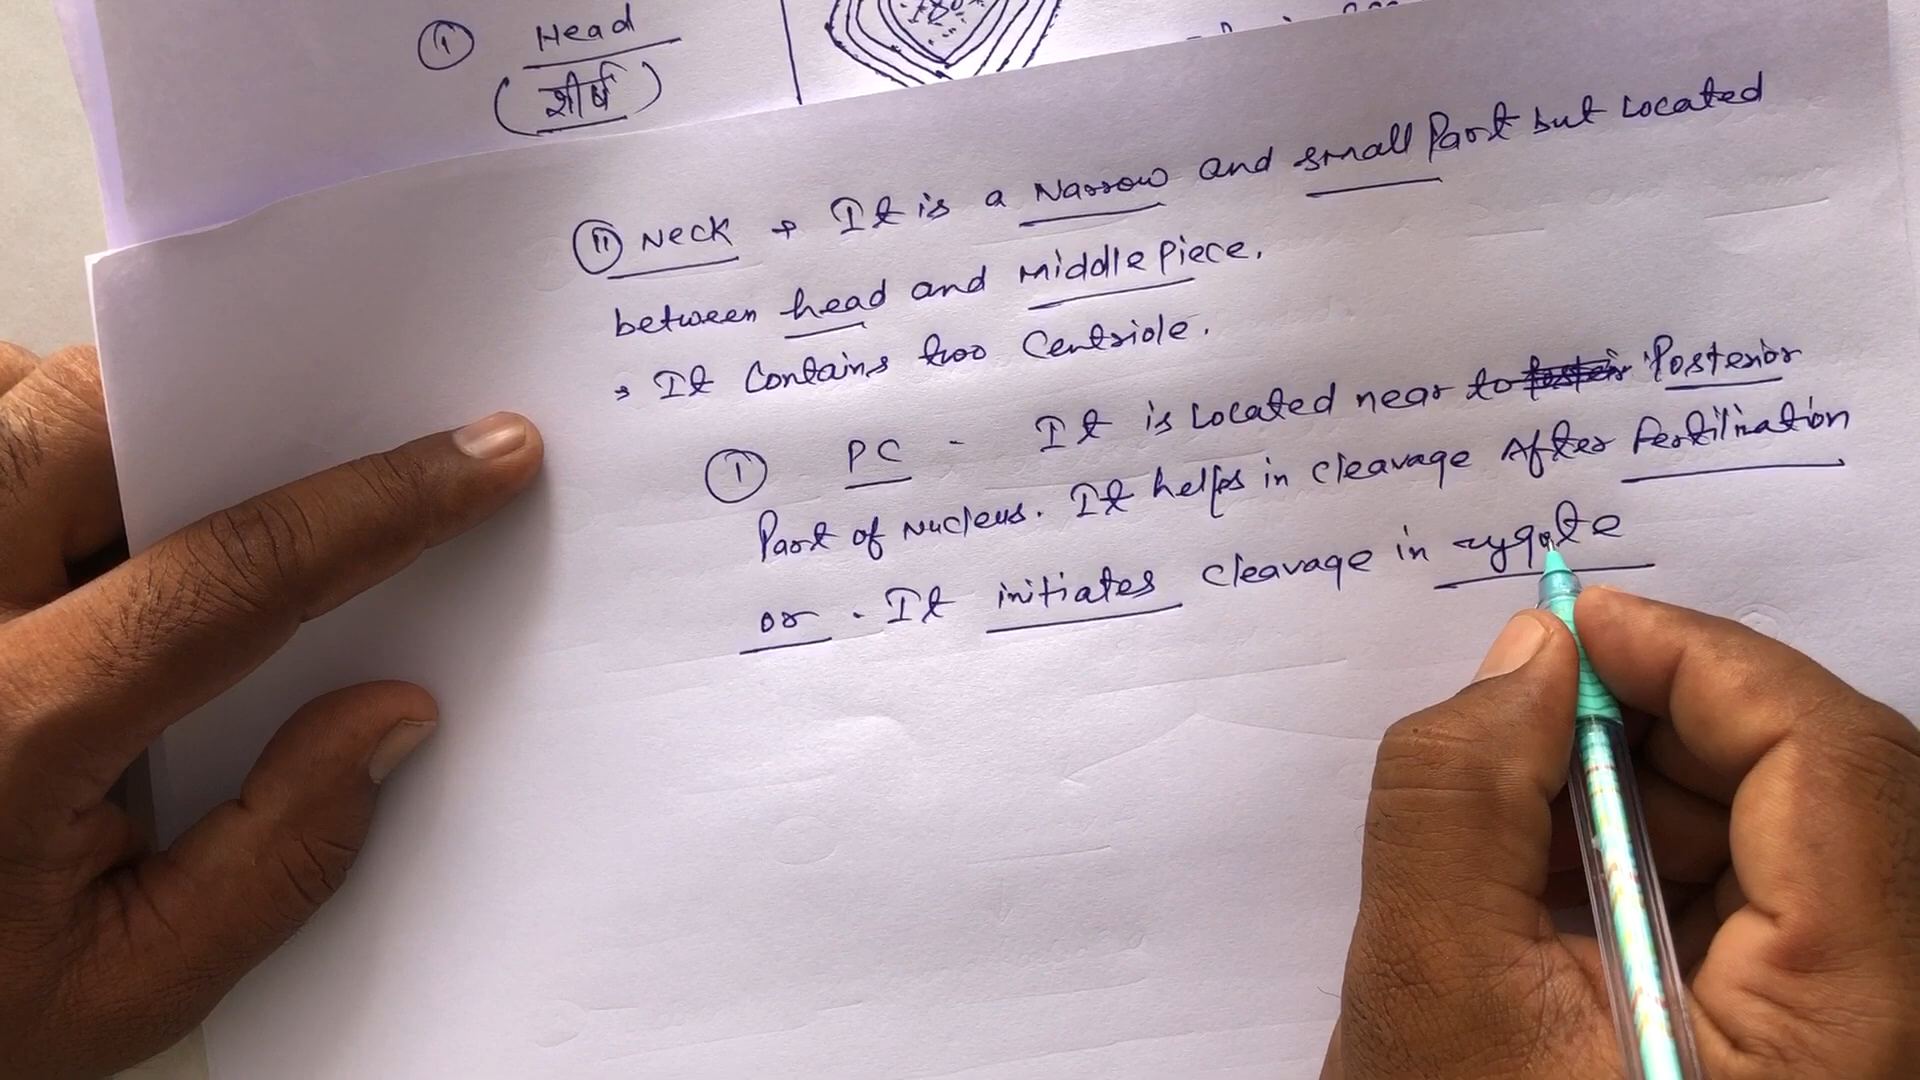 (i) Head
(शीर्ष)
(ii) Neck → It is a Narrow and small Part but Located
between head and middle piece.
→ It Contains two Centriole.
(I) PC - It is Located near to Posterior
Part of Nucleus. It helps in cleavage After fertilization
or . It initiates cleavage in zygote